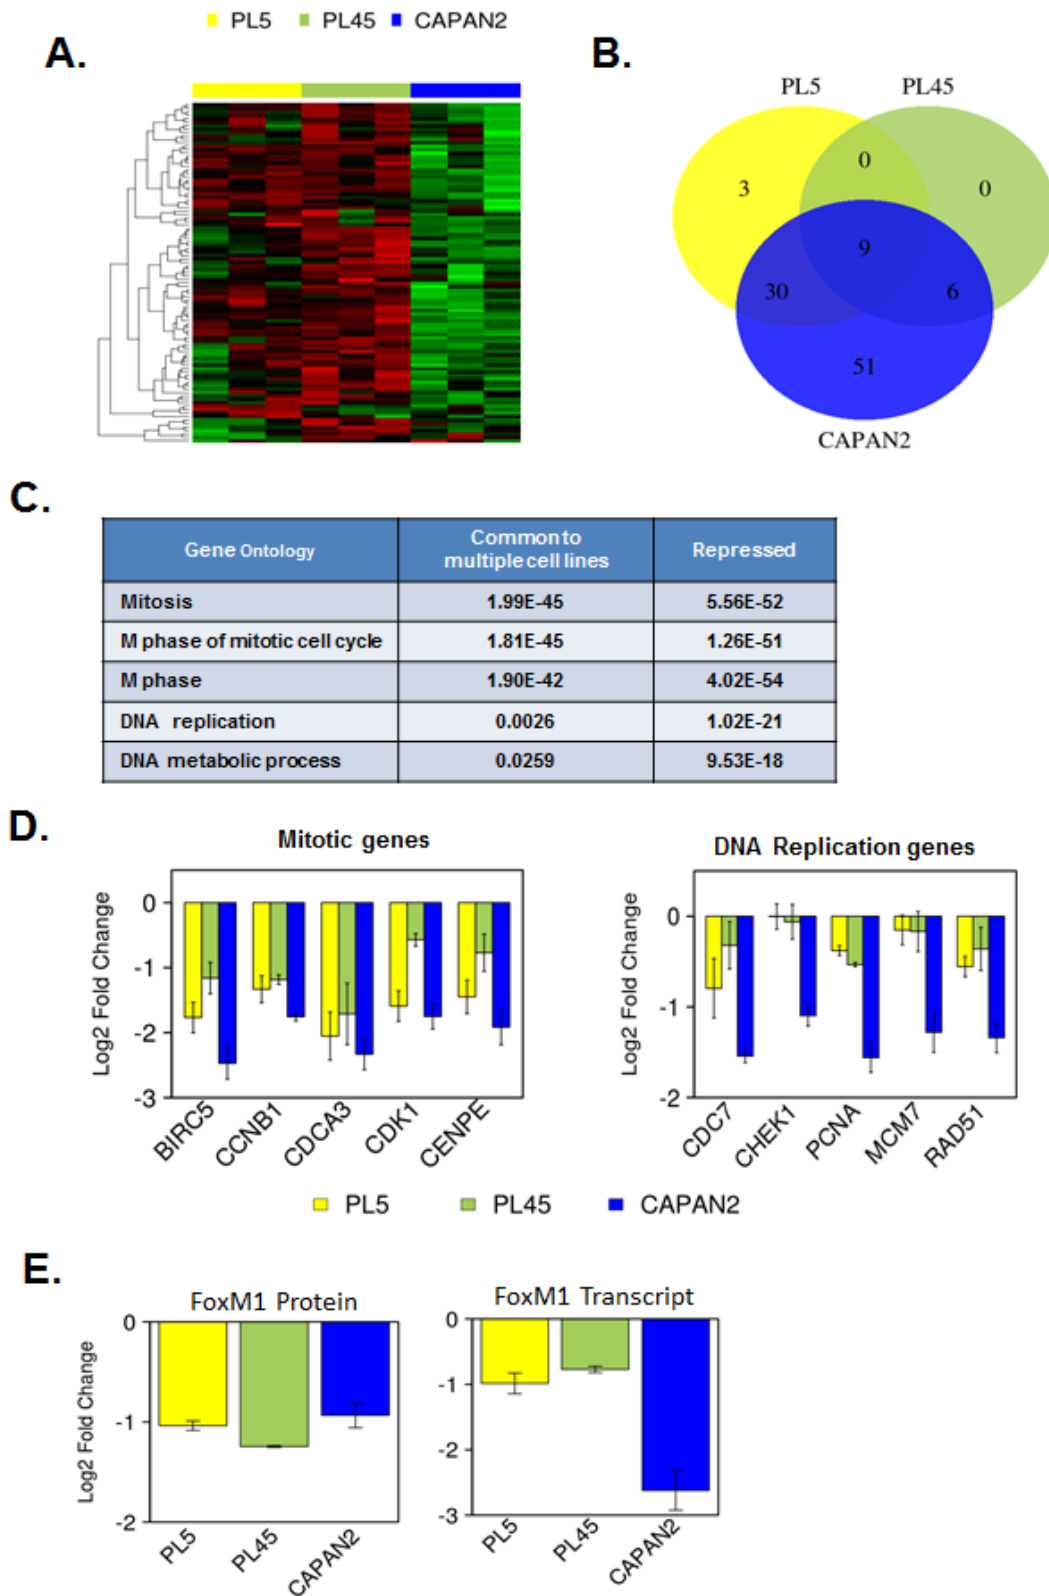 PL5 PL45 CAPAN2
A.
B.
PL5 PL45
0
3
0
9
30
6
51
CAPAN2
C.
Gene Ontology Common to multiple cell lines Repressed
Mitosis 1.99E-45 5.56E-52
M phase of mitotic cell cycle 1.81E-45 1.26E-51
M phase 1.90E-42 4.02E-54
DNA replication 0.0026 1.02E-21
DNA metabolic process 0.0259 9.53E-18
D.
Mitotic genes
Log2 Fold Change
0
-1
-2
-3
BIRC5 CCNB1 CDCA3 CDK1 CENPE
DNA Replication genes
Log2 Fold Change
0
-1
-2
CDC7 CHEK1 PCNA MCM7 RAD51
PL5 PL45 CAPAN2
E.
FoxM1 Protein
Log2 Fold Change
0
-1
-2
PL5 PL45 CAPAN2
FoxM1 Transcript
0
-1
-2
-3
PL5 PL45 CAPAN2